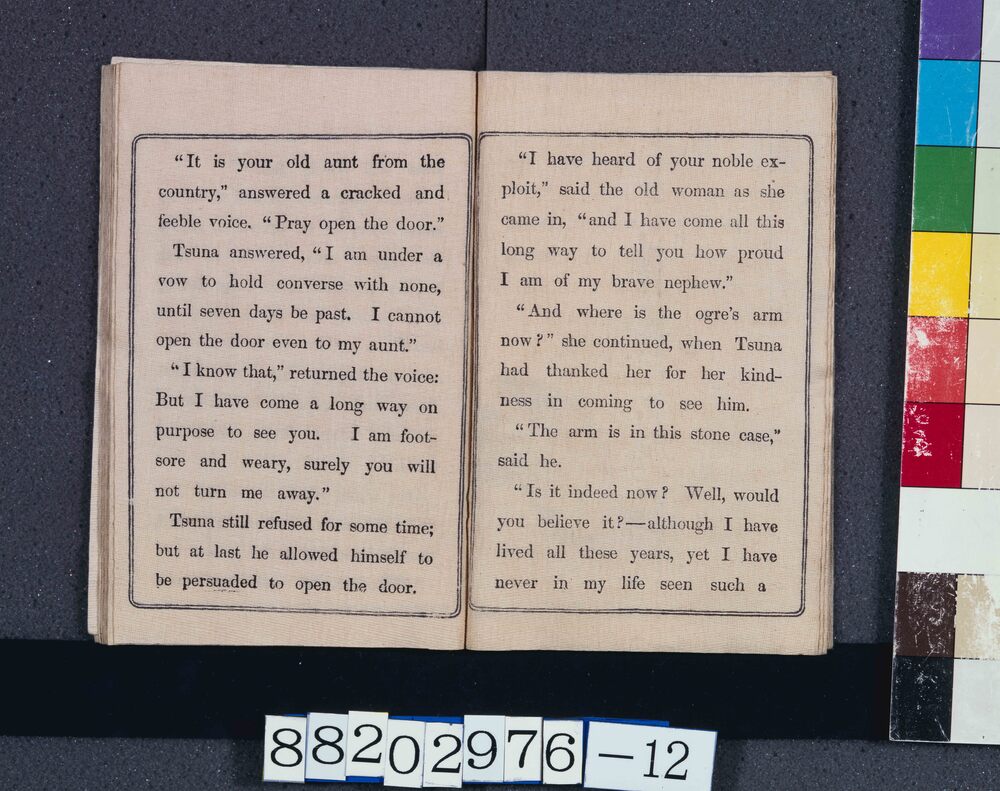 “It is your old aunt from the
country,” answered a cracked and
feeble voice. “Pray open the door.”
Tsuna answered, “I am under a
vow to hold converse with none,
until seven days be past. I cannot
open the door even to my aunt.”
“I know that,” returned the voice:
But I have come a long way on
purpose to see you. I am foot-
sore and weary, surely you will
not turn me away.”
Tsuna still refused for some time;
but at last he allowed himself to
be persuaded to open the door.
“I have heard of your noble ex-
ploit,” said the old woman as she
came in, “and I have come all this
long way to tell you how proud
I am of my brave nephew.”
“And where is the ogre’s arm
now?” she continued, when Tsuna
had thanked her for her kind-
ness in coming to see him.
“The arm is in this stone case,”
said he.
“Is it indeed now? Well, would
you believe it?—although I have
lived all these years, yet I have
never in my life seen such a
88202976-12